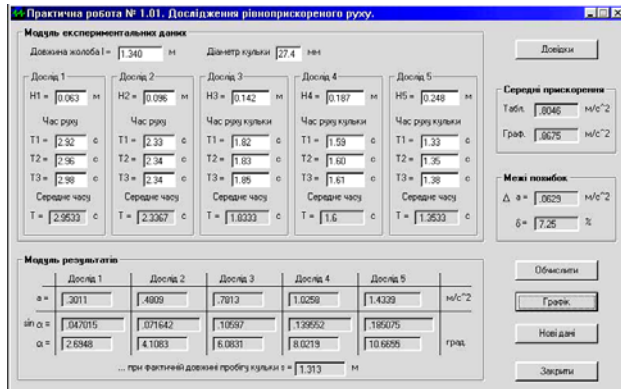 Практична робота № 1.01. Дослідження рівноприскореного руху.
Модуль експериментальних даних
Довжина жолоба l = 1.340 м Діаметр кульки 27.4 мм
Дослід 1 Дослід 2 Дослід 3 Дослід 4 Дослід 5
H1 = 0.063 м H2 = 0.096 м H3 = 0.142 м H4 = 0.187 м H5 = 0.248 м
Час руху Час руху Час руху кульки Час руху кульки Час руху кульки
T1 = 2.92 с T1 = 2.33 с T1 = 1.82 с T1 = 1.59 с T1 = 1.33 с
T2 = 2.96 с T2 = 2.34 с T2 = 1.83 с T2 = 1.60 с T2 = 1.35 с
T3 = 2.98 с T3 = 2.34 с T3 = 1.85 с T3 = 1.61 с T3 = 1.38 с
Середнє часу Середнє часу Середнє часу Середнє часу Середнє часу
T = 2.9533 с T = 2.3367 с T = 1.8333 с T = 1.6 с T = 1.3533 с
Довідки
Середні прискорення
Табл. .8046 м/с^2
Граф. .8675 м/с^2
Межі похибок
Δ a = .0629 м/с^2
δ = 7.25 %
Модуль результатів
Дослід 1 Дослід 2 Дослід 3 Дослід 4 Дослід 5
a = .3011 .4809 .7813 1.0258 1.4339 м/с^2
sin α = .047015 .071642 .10597 .139552 .185075
α = 2.6948 4.1083 6.0831 8.0219 10.6655 град.
... при фактичній довжині пробігу кульки s = 1.313 м
Обчислити
Графік
Нові дані
Закрити